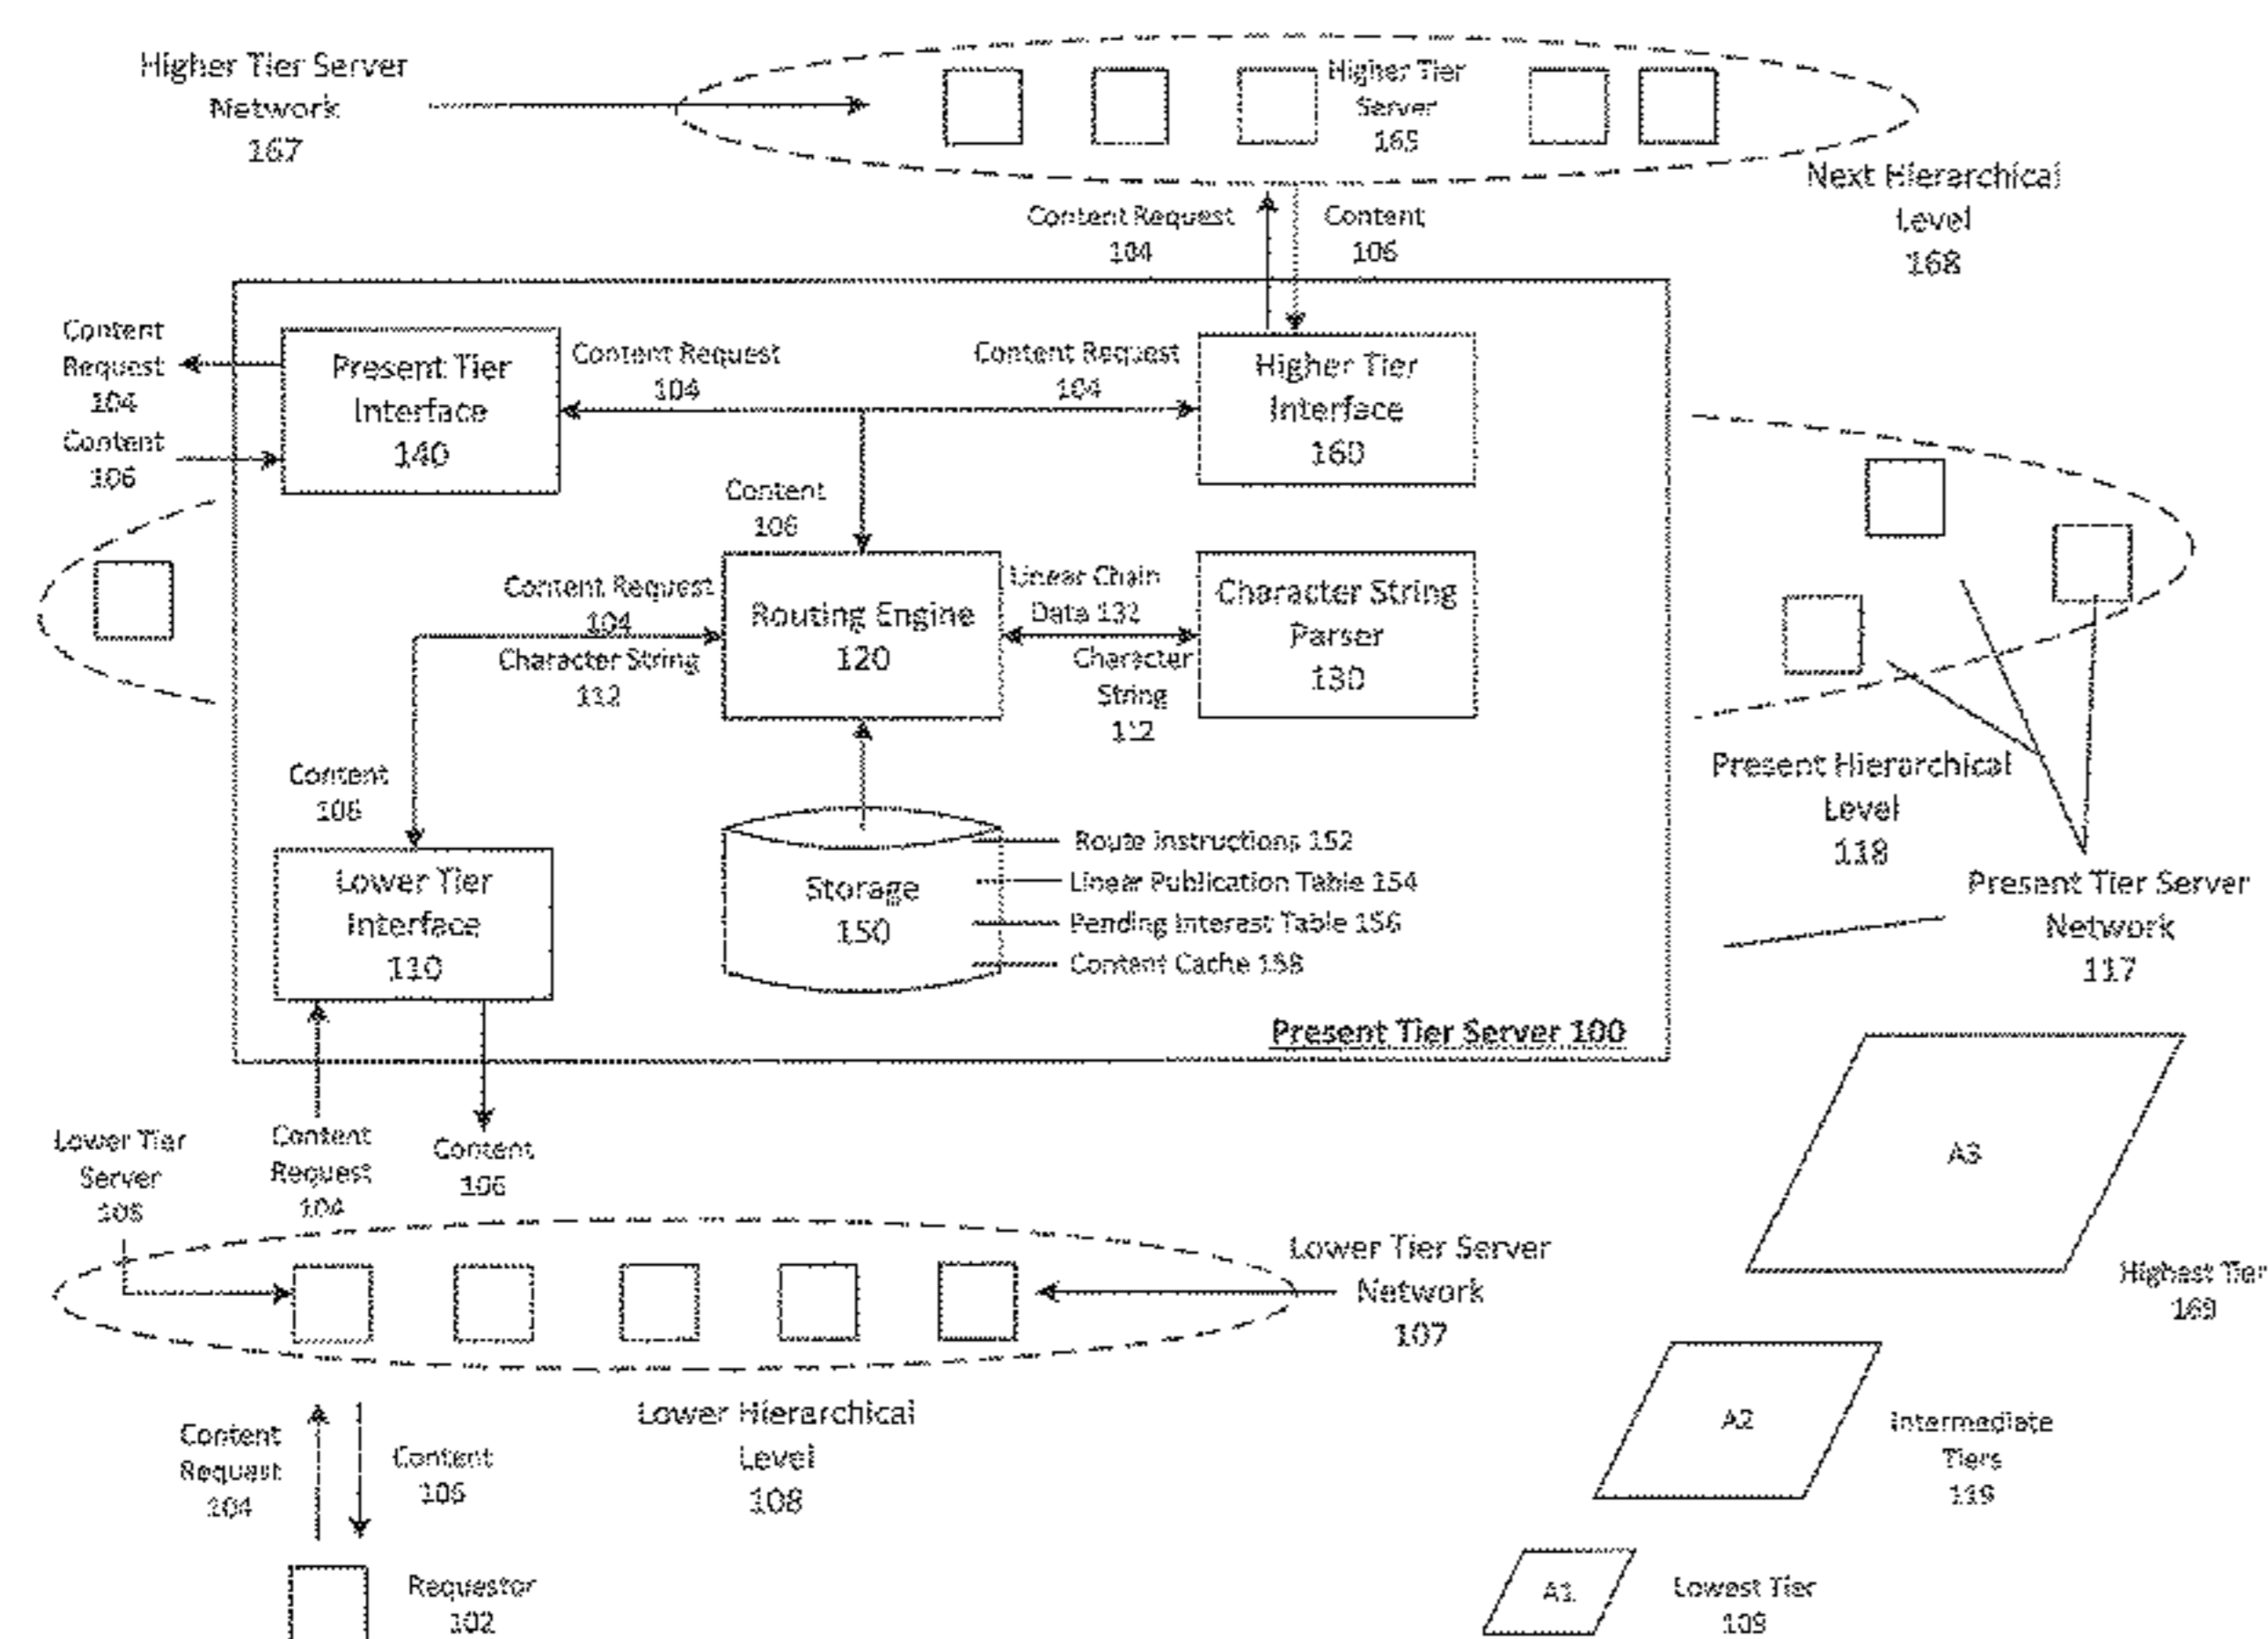 Higher Tier Server
Network
167
Higher Tier
Server
165
Next Hierarchical
Level
168
Content Request
104
Content
106
Content
Request
104
Content
106
Present Tier
Interface
140
Content Request
104
Content Request
104
Higher Tier
Interface
160
Content
106
Content Request
104
Character String
112
Routing Engine
120
Linear Chain
Data 132
Character
String
112
Character String
Parser
130
Content
106
Lower Tier
Interface
110
Storage
150
Route Instructions 152
Linear Publication Table 154
Pending Interest Table 156
Content Cache 158
Present Tier Server 100
Present Hierarchical
Level
118
Present Tier Server
Network
117
Lower Tier
Server
Content
Request
104
Content
106
Lower Tier Server
Network
107
Lower Hierarchical
Level
108
Content
Request
104
Content
106
Requestor
102
A3
Highest Tier
169
A2
Intermediate
Tiers
119
A1
Lowest Tier
109